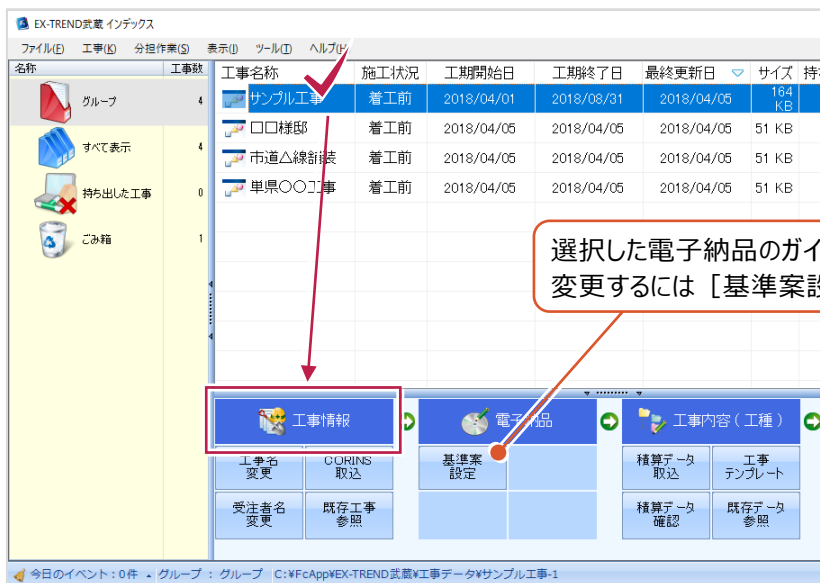 EX-TREND武蔵 インデックス
ファイル(F) 工事(K) 分担作業(S) 表示(I) ツール(T) ヘルプ(H)
名称 工事数
グループ 4
すべて表示 4
持ち出した工事 0
ごみ箱 1
工事名称 施工状況 工期開始日 工期終了日 最終更新日 サイズ 持
サンプル工事 着工前 2018/04/01 2018/08/31 2018/04/05 164 KB
□□様邸 着工前 2018/04/05 2018/04/05 2018/04/05 51 KB
市道△線舗装 着工前 2018/04/05 2018/04/05 2018/04/05 51 KB
単県〇〇工事 着工前 2018/04/05 2018/04/05 2018/04/05 51 KB
選択した電子納品のガイ
変更するには [基準案設
工事情報 電子納品 工事内容(工種)
工事名変更 CORINS取込 基準案設定 積算データ取込 工事テンプレート
受注者名変更 既存工事参照 積算データ確認 既存データ参照
今日のイベント:0件 グループ : グループ C:¥FcApp¥EX-TREND武蔵¥工事データ¥サンプル工事-1